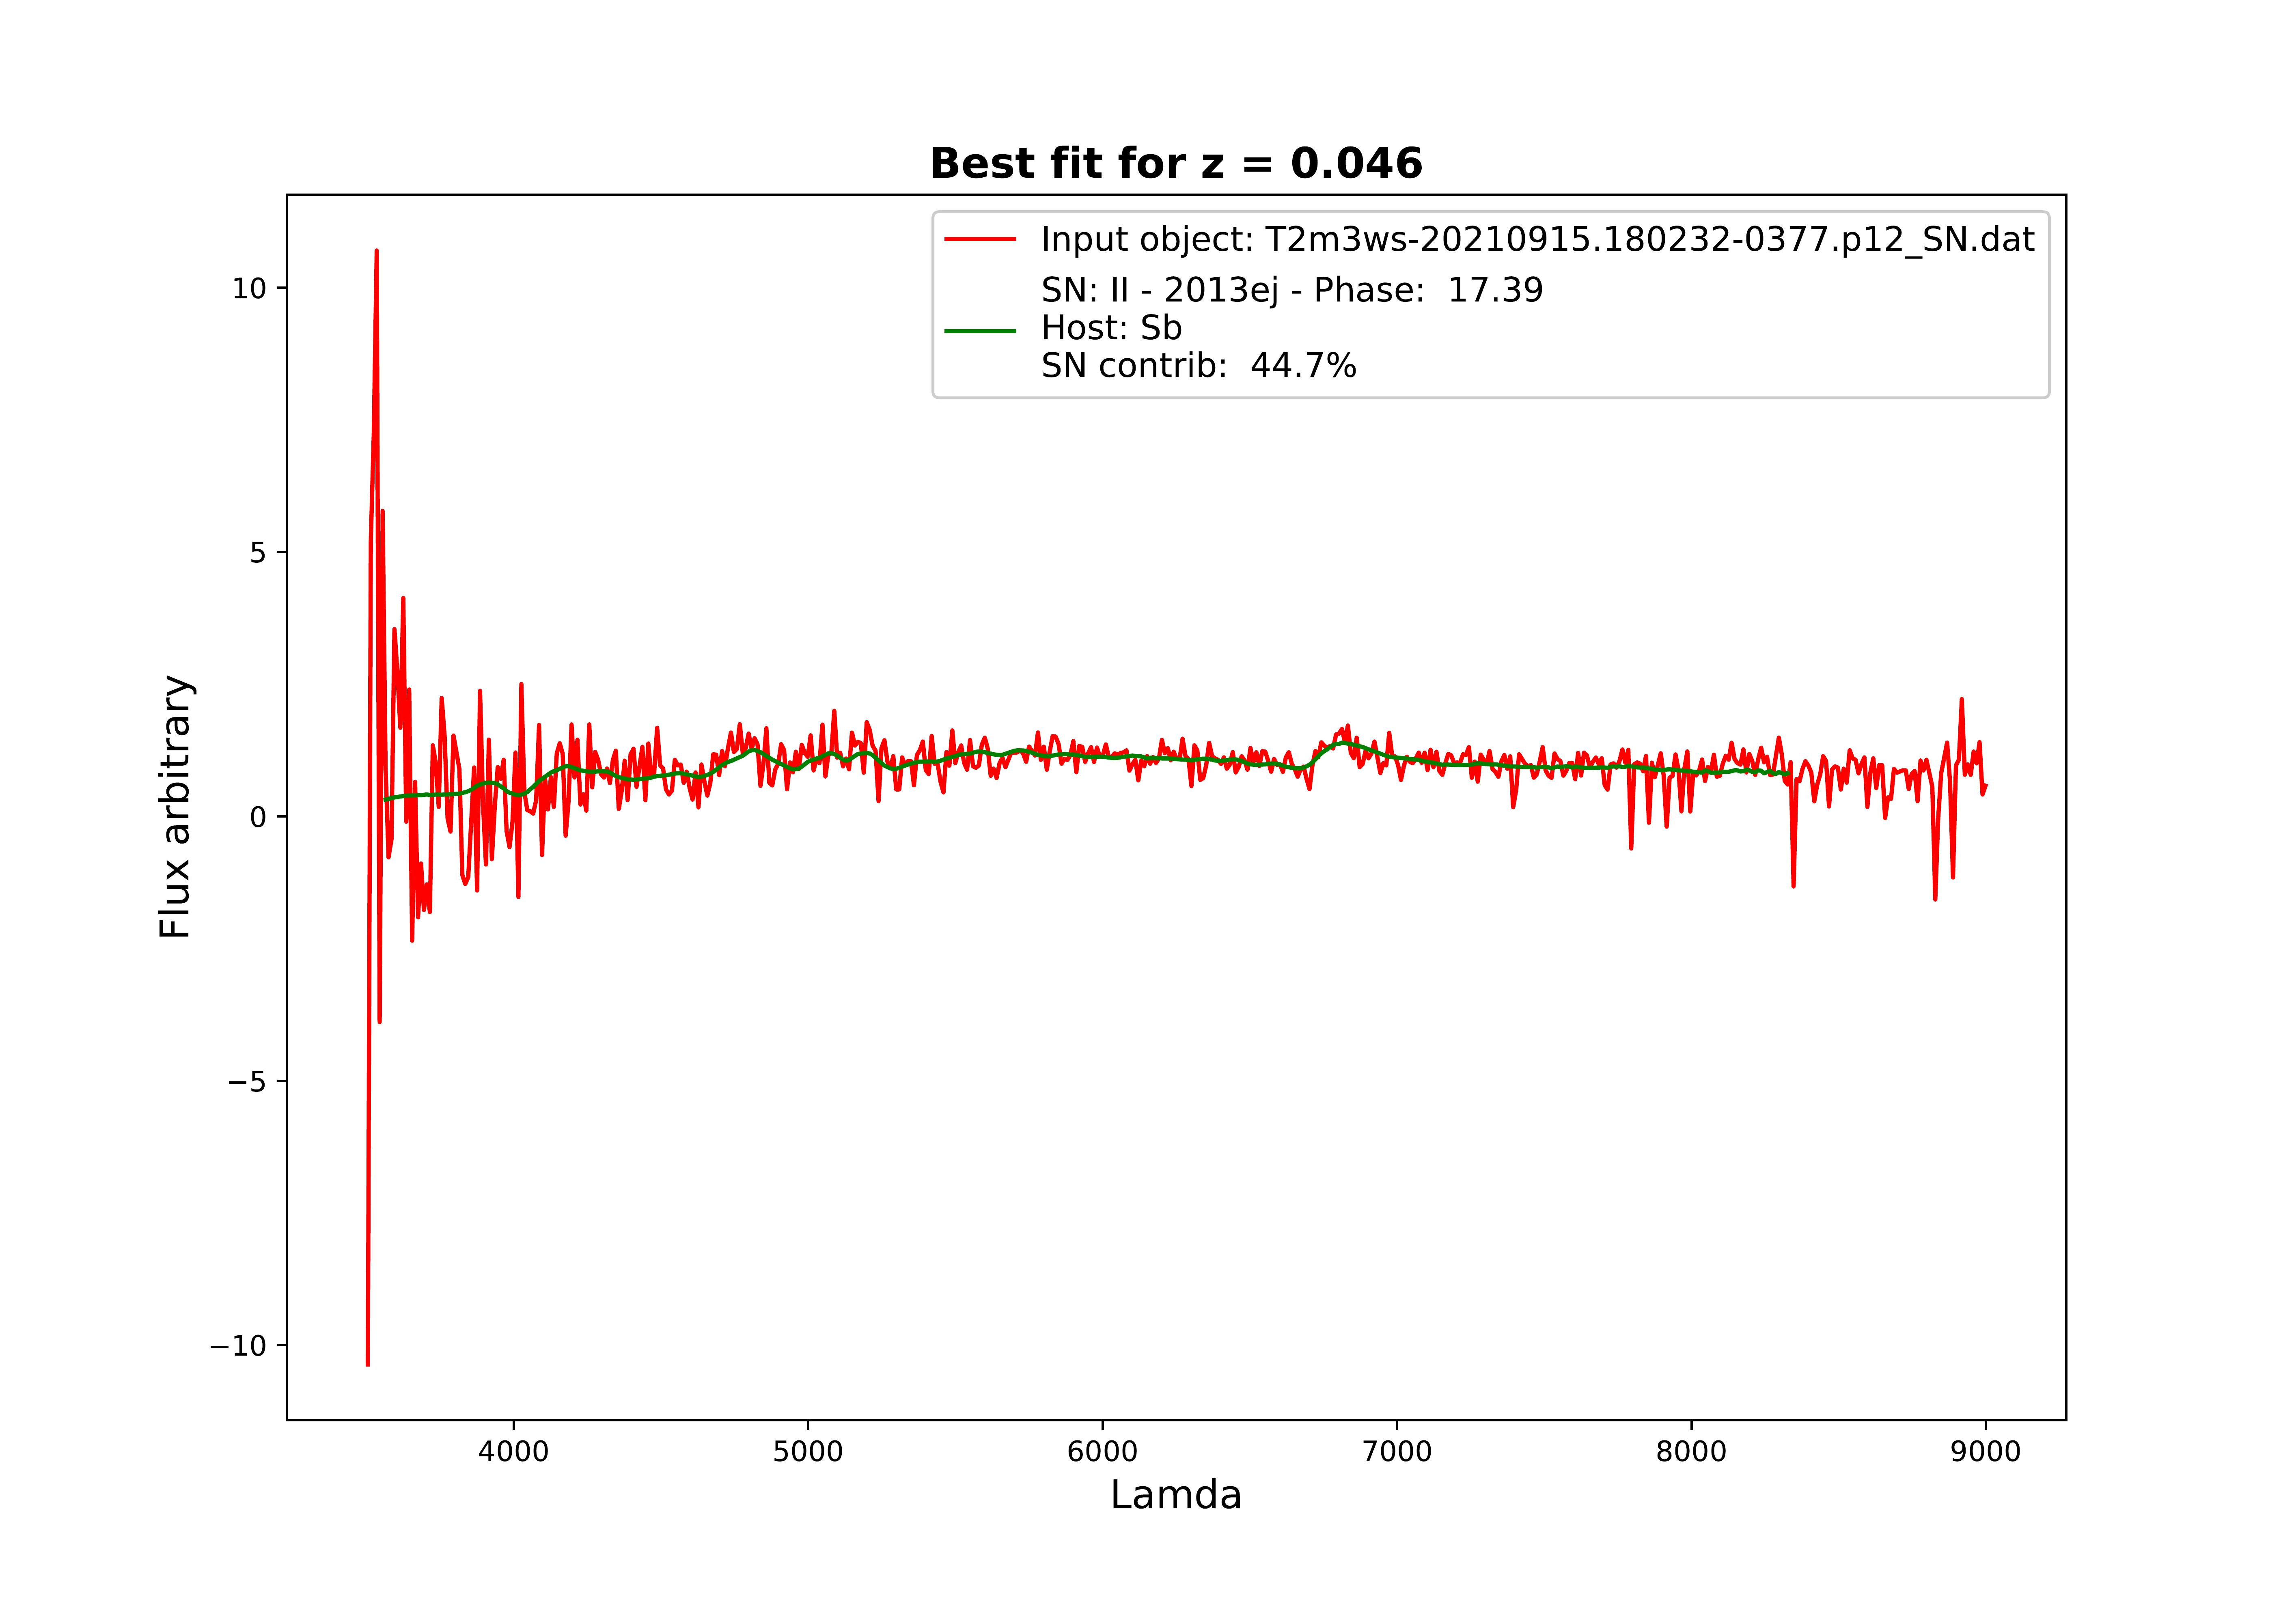 Best fit for z = 0.046
Input object: T2m3ws-20210915.180232-0377.p12_SN.dat
SN: II - 2013ej - Phase:  17.39
Host: Sb
SN contrib:  44.7%
Flux arbitrary
10
5
0
−5
−10
4000 5000 6000 7000 8000 9000
Lamda